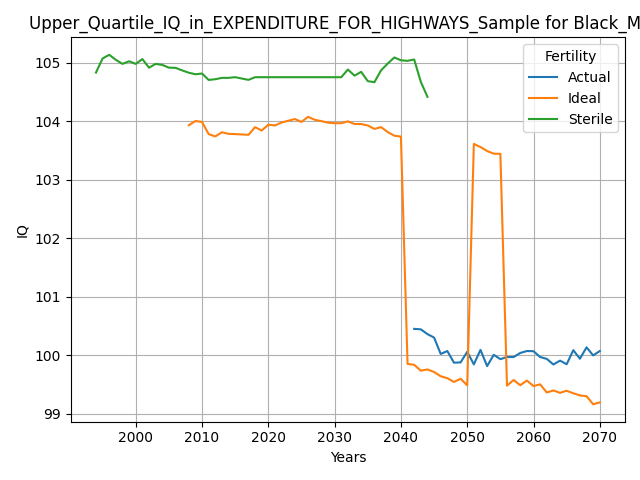 Upper_Quartile_IQ_in_EXPENDITURE_FOR_HIGHWAYS_Sample for Black_M
Fertility
Actual
Ideal
Sterile
105
104
103
102
101
100
99
IQ
2000 2010 2020 2030 2040 2050 2060 2070
Years